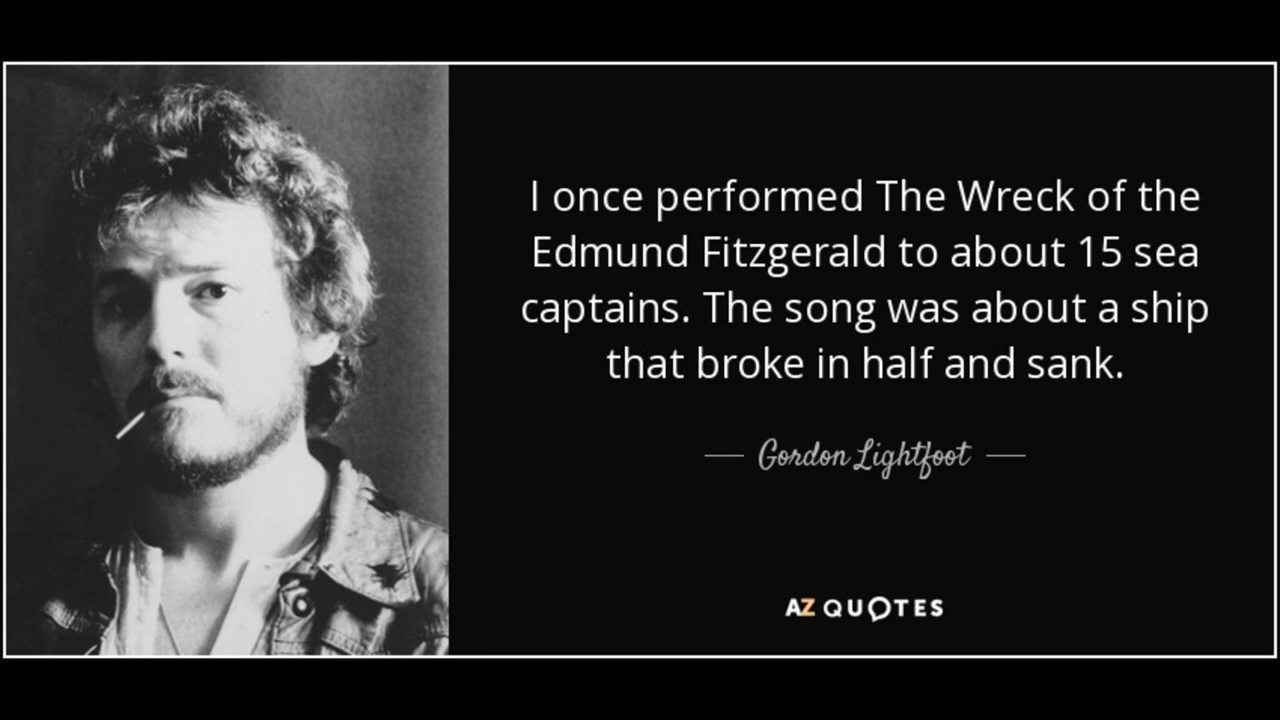 I once performed The Wreck of the
Edmund Fitzgerald to about 15 sea
captains. The song was about a ship
that broke in half and sank.
Gordon Lightfoot
AZ QUOTES